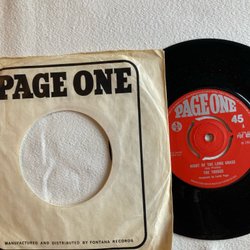 PAGE ONE
MANUFACTURED AND DISTRIBUTED BY FONTANA RECORDS
PAGE ONE
45
A
NIGHT OF THE LONG GRASS
THE TROGGS